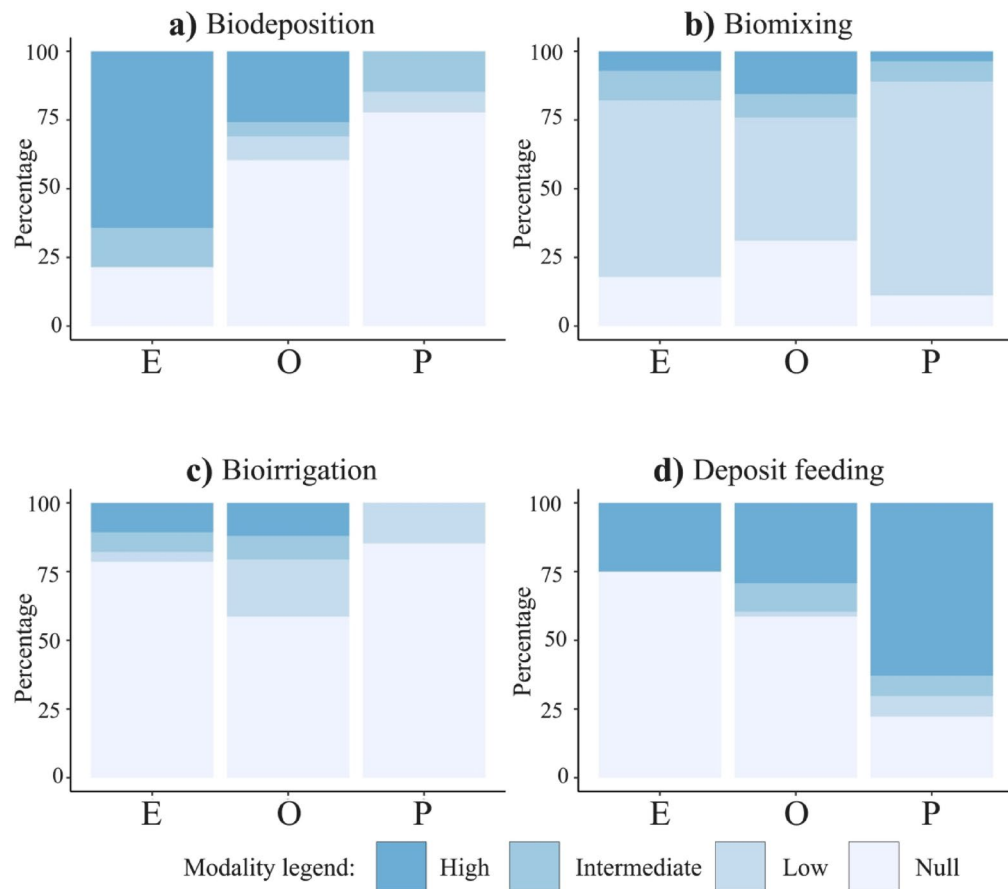 a) Biodeposition
Percentage
100
75
50
25
0
E O P
b) Biomixing
Percentage
100
75
50
25
0
E O P
c) Bioirrigation
Percentage
100
75
50
25
0
E O P
d) Deposit feeding
Percentage
100
75
50
25
0
E O P
Modality legend: High Intermediate Low Null